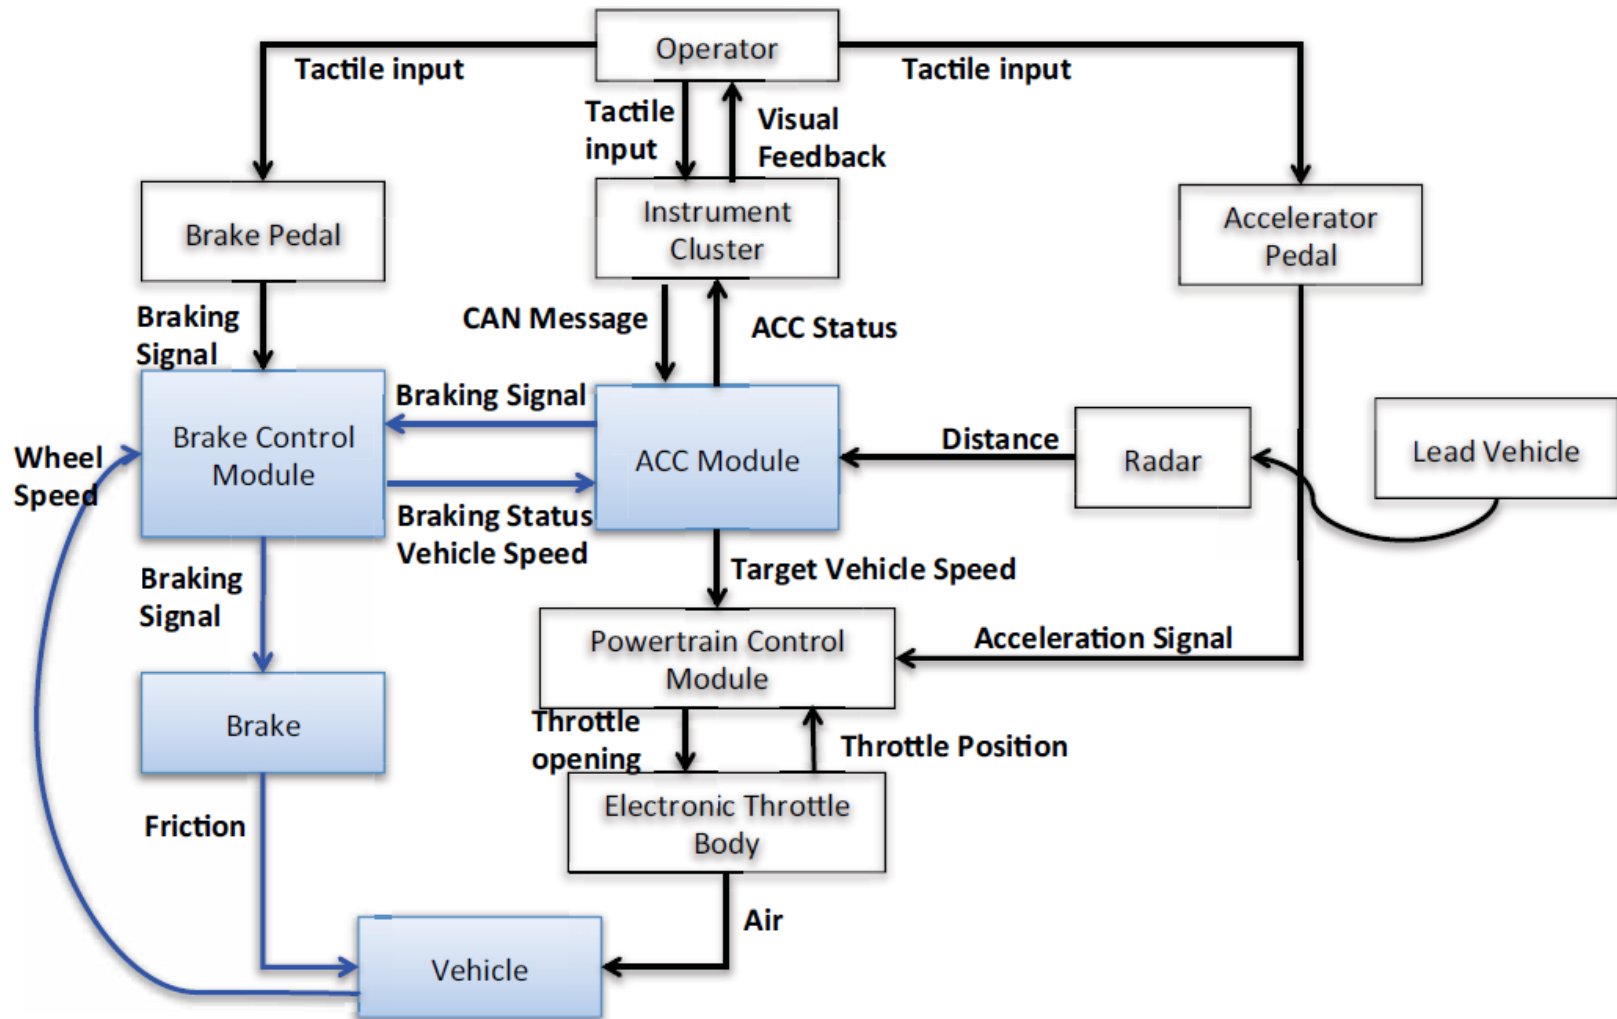 Operator
Tactile input
Tactile input
Tactile
input
Visual
Feedback
Brake Pedal
Instrument
Cluster
Accelerator
Pedal
Braking
Signal
CAN Message
ACC Status
Braking Signal
Wheel
Speed
Brake Control
Module
ACC Module
Distance
Radar
Lead Vehicle
Braking Status
Vehicle Speed
Braking
Signal
Target Vehicle Speed
Powertrain Control
Module
Acceleration Signal
Brake
Throttle
opening
Throttle Position
Electronic Throttle
Body
Friction
Air
Vehicle